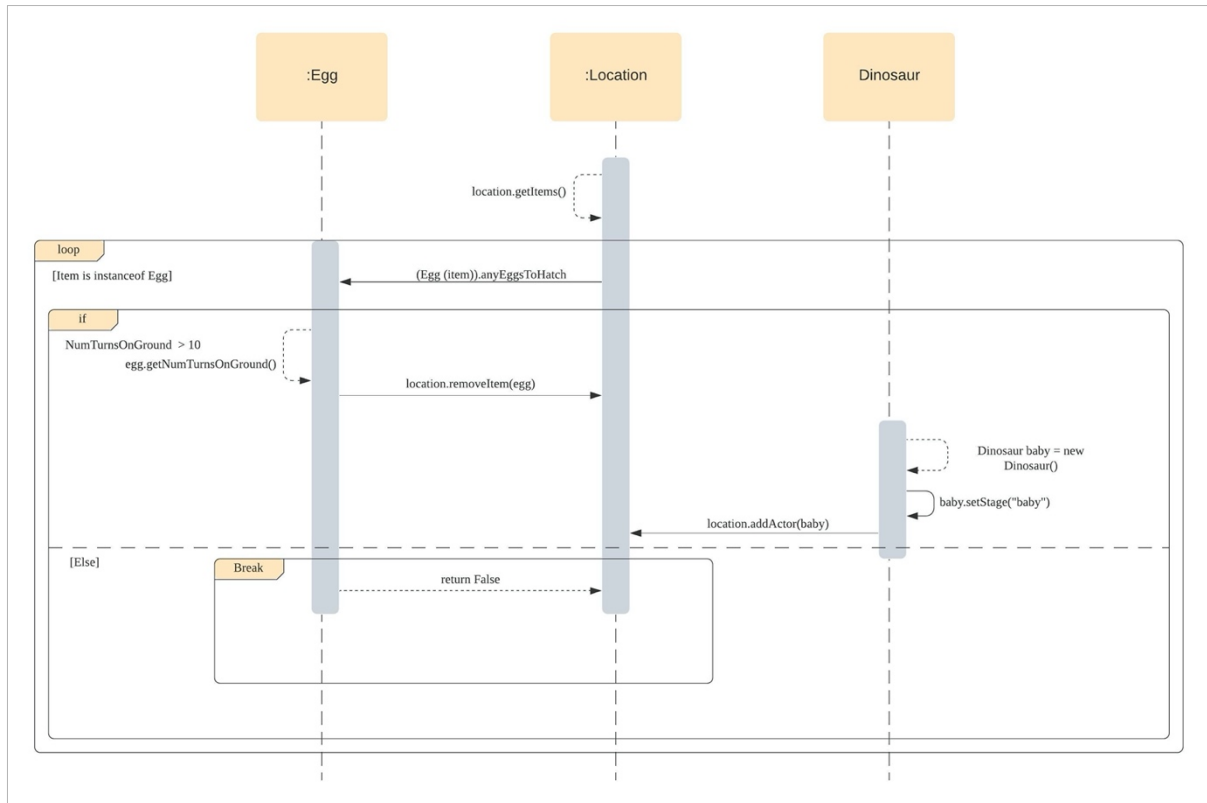 :Egg
:Location
Dinosaur
location.getItems()
loop
[Item is instanceof Egg]
(Egg (item)).anyEggsToHatch
if
NumTurnsOnGround > 10
egg.getNumTurnsOnGround()
location.removeItem(egg)
Dinosaur baby = new
Dinosaur()
baby.setStage("baby")
location.addActor(baby)
[Else]
Break
return False